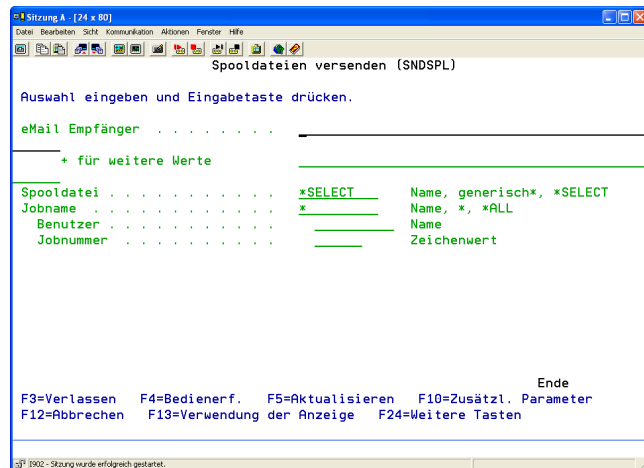 Sitzung A - [24 x 80]
Datei Bearbeiten Sicht Kommunikation Aktionen Fenster Hilfe
Spooldateien versenden (SNDSPL)
Auswahl eingeben und Eingabetaste drücken.
eMail Empfänger . . . . . . . .
+ für weitere Werte
Spooldatei . . . . . . . . . . . *SELECT Name, generisch*, *SELECT
Jobname . . . . . . . . . . . . * Name, *, *ALL
Benutzer . . . . . . . . . . . Name
Jobnummer . . . . . . . . . . Zeichenwert
Ende
F3=Verlassen F4=Bedienerf. F5=Aktualisieren F10=Zusätzl. Parameter
F12=Abbrechen F13=Verwendung der Anzeige F24=Weitere Tasten
I902 - Sitzung wurde erfolgreich gestartet.